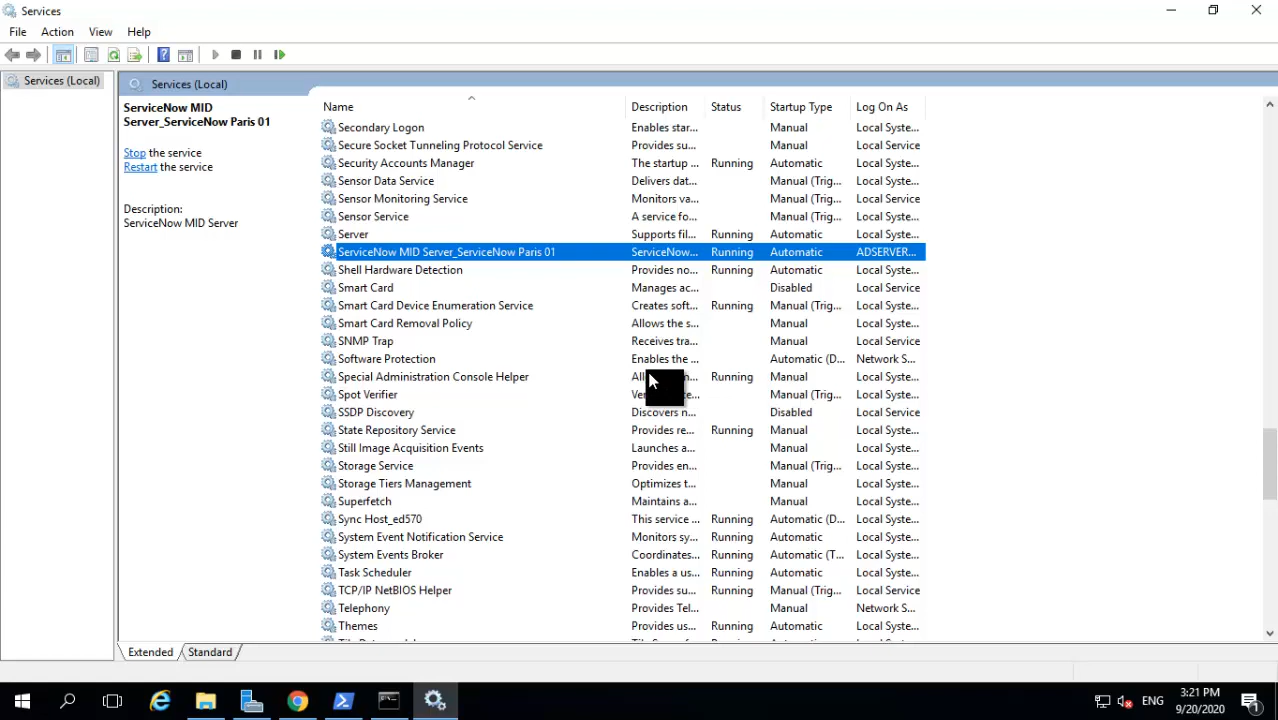 Services
File Action View Help
Services (Local)
Services (Local)
ServiceNow MID
Server_ServiceNow Paris 01
Stop the service
Restart the service
Description:
ServiceNow MID Server
Name Description Status Startup Type Log On As
Secondary Logon Enables star... Manual Local Syste...
Secure Socket Tunneling Protocol Service Provides su... Manual Local Service
Security Accounts Manager The startup ... Running Automatic Local Syste...
Sensor Data Service Delivers dat... Manual (Trig... Local Syste...
Sensor Monitoring Service Monitors va... Manual (Trig... Local Service
Sensor Service A service fo... Manual (Trig... Local Syste...
Server Supports fil... Running Automatic Local Syste...
ServiceNow MID Server_ServiceNow Paris 01 ServiceNow... Running Automatic ADSERVER...
Shell Hardware Detection Provides no... Running Automatic Local Syste...
Smart Card Manages ac... Disabled Local Service
Smart Card Device Enumeration Service Creates soft... Running Manual (Trig... Local Syste...
Smart Card Removal Policy Allows the s... Manual Local Syste...
SNMP Trap Receives tra... Manual Local Service
Software Protection Enables the ... Automatic (D... Network S...
Special Administration Console Helper Running Manual Local Syste...
Spot Verifier Manual (Trig... Local Syste...
SSDP Discovery Discovers n... Disabled Local Service
State Repository Service Provides re... Running Manual Local Syste...
Still Image Acquisition Events Launches a... Manual Local Syste...
Storage Service Provides en... Manual (Trig... Local Syste...
Storage Tiers Management Optimizes t... Manual Local Syste...
Superfetch Maintains a... Manual Local Syste...
Sync Host_ed570 This service ... Running Automatic (D... Local Syste...
System Event Notification Service Monitors sy... Running Automatic Local Syste...
System Events Broker Coordinates... Running Automatic (T... Local Syste...
Task Scheduler Enables a us... Running Automatic Local Syste...
TCP/IP NetBIOS Helper Provides su... Running Manual (Trig... Local Service
Telephony Provides Tel... Manual Network S...
Themes Provides us... Running Automatic Local Syste...
Extended Standard
ENG
3:21 PM
9/20/2020
1